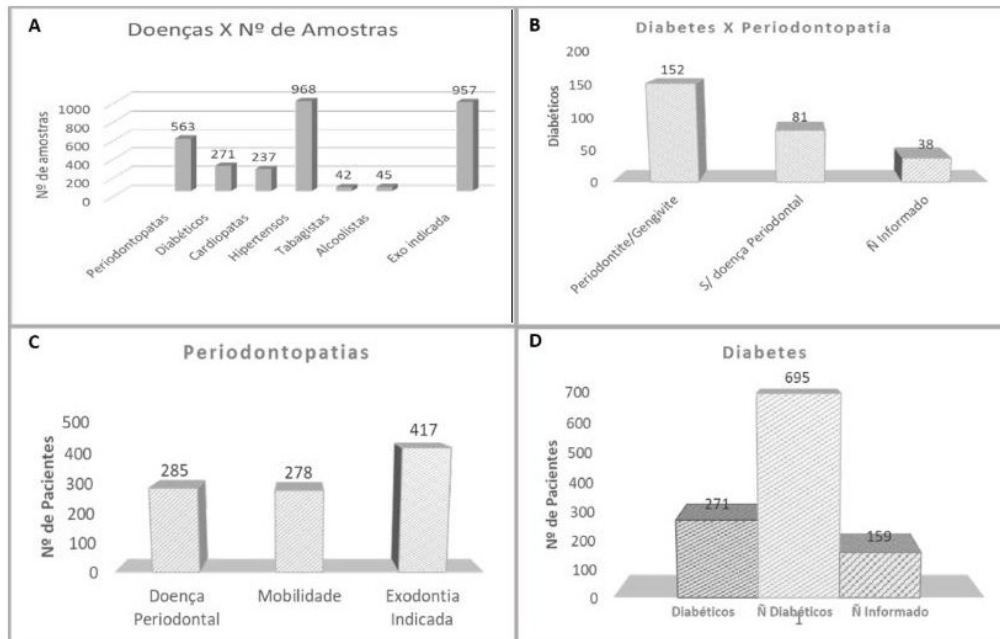 A
Doenças X Nº de Amostras
Nº de amostras
1000
800
600
400
200
0
563
271
237
968
42
45
957
Periodontopatas
Diabéticos
Cardiopatas
Hipertensos
Tabagistas
Alcoolistas
Exo indicada
B
Diabetes X Periodontopatia
Diabéticos
200
150
100
50
0
152
81
38
Periodontite/Gengivite
S/ doença Periodontal
Ñ Informado
C
Periodontopatias
Nº de Pacientes
500
400
300
200
100
0
285
278
417
Doença
Periodontal
Mobilidade
Exodontia
Indicada
D
Diabetes
Nº de Pacientes
700
600
500
400
300
200
100
0
271
695
159
Diabéticos
Ñ Diabéticos
Ñ Informado